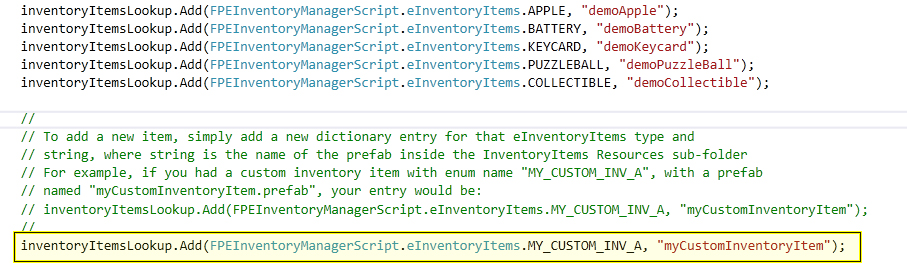 inventoryItemsLookup.Add(FPEInventoryManagerScript.eInventoryItems.APPLE, "demoApple");
inventoryItemsLookup.Add(FPEInventoryManagerScript.eInventoryItems.BATTERY, "demoBattery");
inventoryItemsLookup.Add(FPEInventoryManagerScript.eInventoryItems.KEYCARD, "demoKeycard");
inventoryItemsLookup.Add(FPEInventoryManagerScript.eInventoryItems.PUZZLEBALL, "demoPuzzleBall");
inventoryItemsLookup.Add(FPEInventoryManagerScript.eInventoryItems.COLLECTIBLE, "demoCollectible");
//
// To add a new item, simply add a new dictionary entry for that eInventoryItems type and
// string, where string is the name of the prefab inside the InventoryItems Resources sub-folder
// For example, if you had a custom inventory item with enum name "MY_CUSTOM_INV_A", with a prefab
// named "myCustomInventoryItem.prefab", your entry would be:
// inventoryItemsLookup.Add(FPEInventoryManagerScript.eInventoryItems.MY_CUSTOM_INV_A, "myCustomInventoryItem");
//
inventoryItemsLookup.Add(FPEInventoryManagerScript.eInventoryItems.MY_CUSTOM_INV_A, "myCustomInventoryItem");